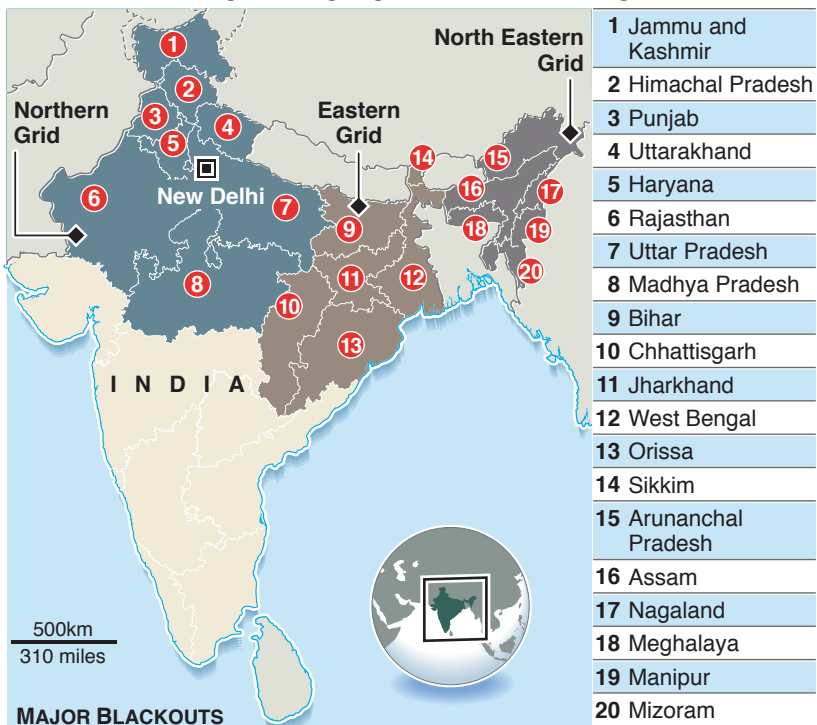 North Eastern
Grid
Northern
Grid
Eastern
Grid
New Delhi
I N D I A
1
2
3
4
5
6
7
8
9
10
11
12
13
14
15
16
17
18
19
20
500km
310 miles
MAJOR BLACKOUTS
1 Jammu and
Kashmir
2 Himachal Pradesh
3 Punjab
4 Uttarakhand
5 Haryana
6 Rajasthan
7 Uttar Pradesh
8 Madhya Pradesh
9 Bihar
10 Chhattisgarh
11 Jharkhand
12 West Bengal
13 Orissa
14 Sikkim
15 Arunanchal
Pradesh
16 Assam
17 Nagaland
18 Meghalaya
19 Manipur
20 Mizoram